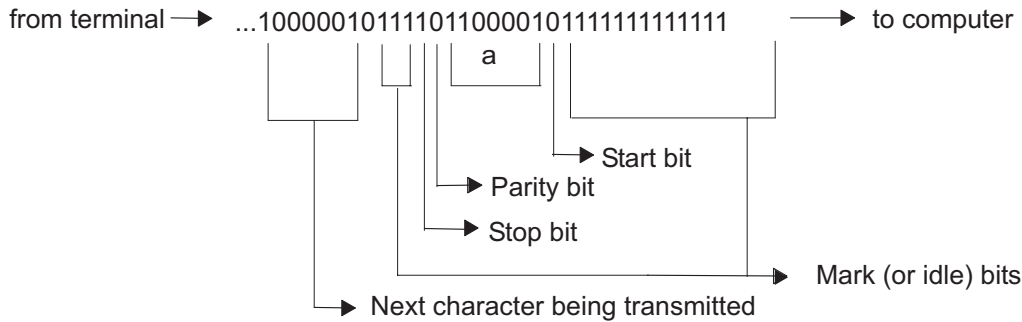 from terminal ...10000010111101100001011111111111111 to computer
a
Start bit
Parity bit
Stop bit
Mark (or idle) bits
Next character being transmitted